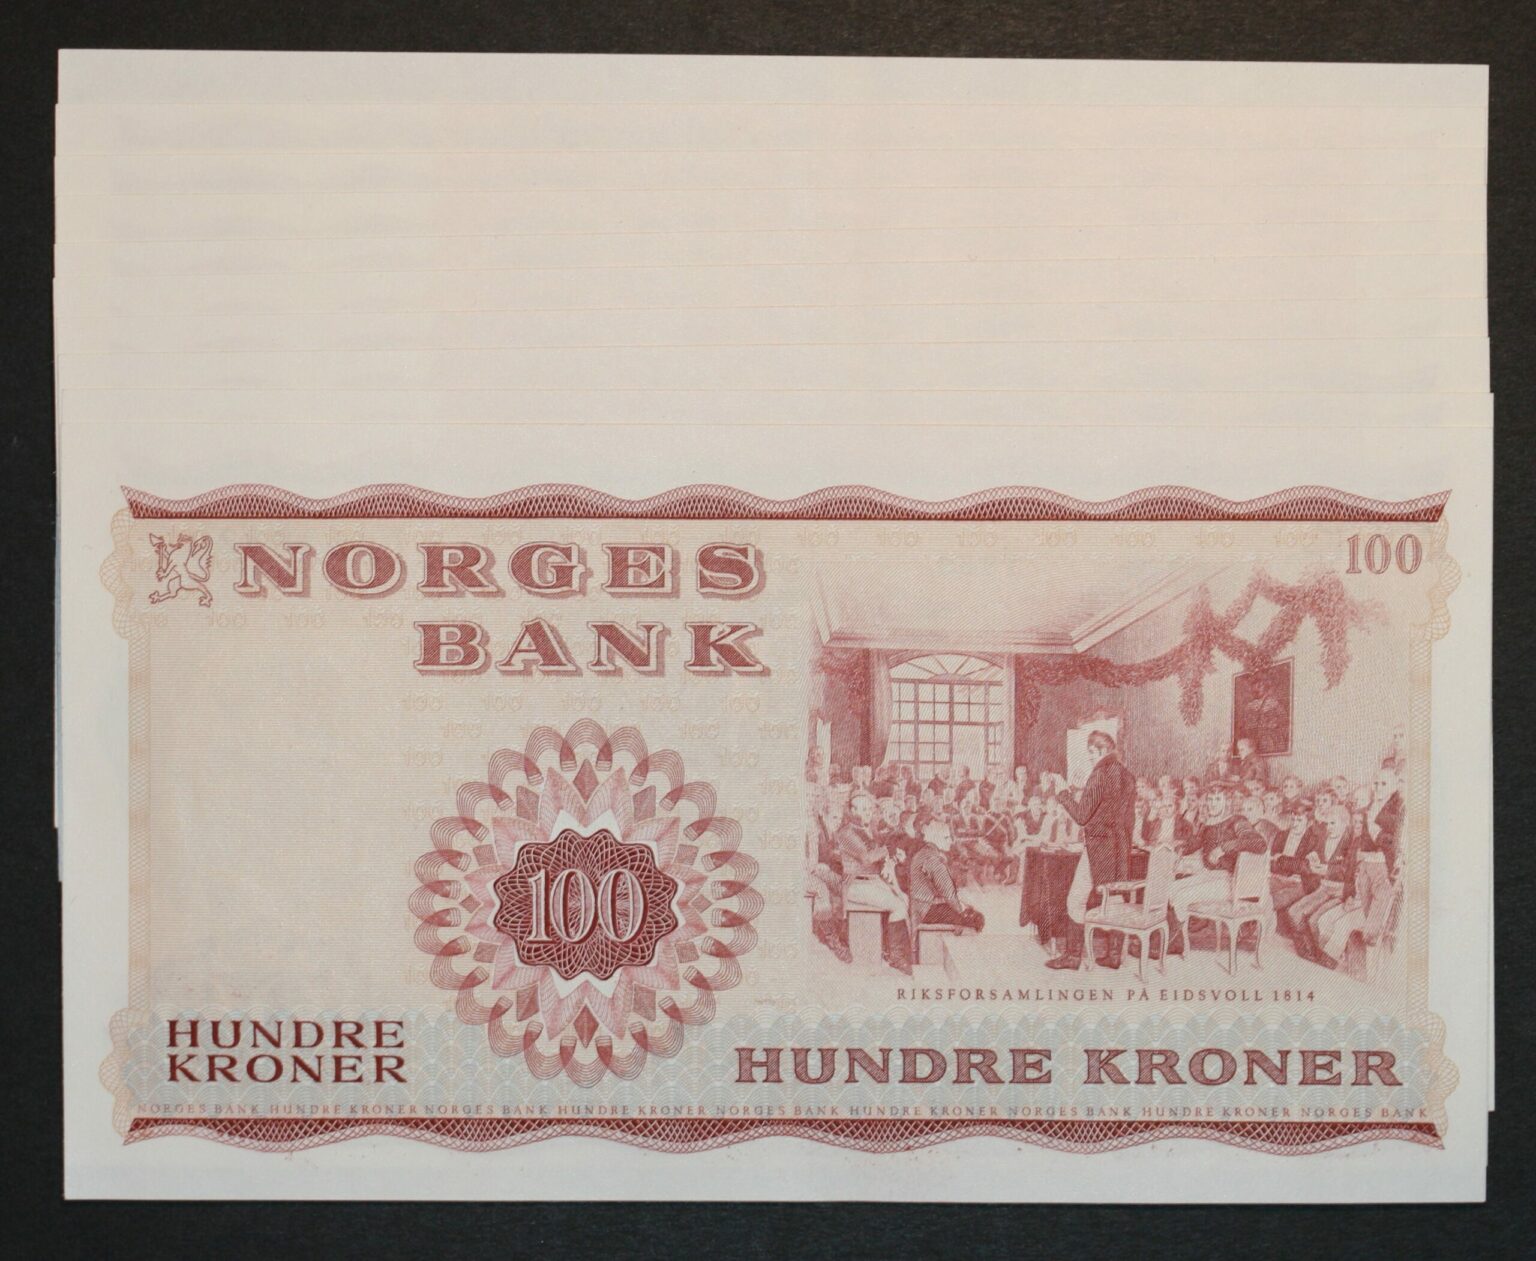 NORGES
BANK
100
100
RIKSFORSAMLINGEN PÅ EIDSVOLL 1814
HUNDRE
KRONER
HUNDRE KRONER
NORGES BANK HUNDRE KRONER NORGES BANK HUNDRE KRONER NORGES BANK HUNDRE KRONER NORGES BANK HUNDRE KRONER NORGES BANK